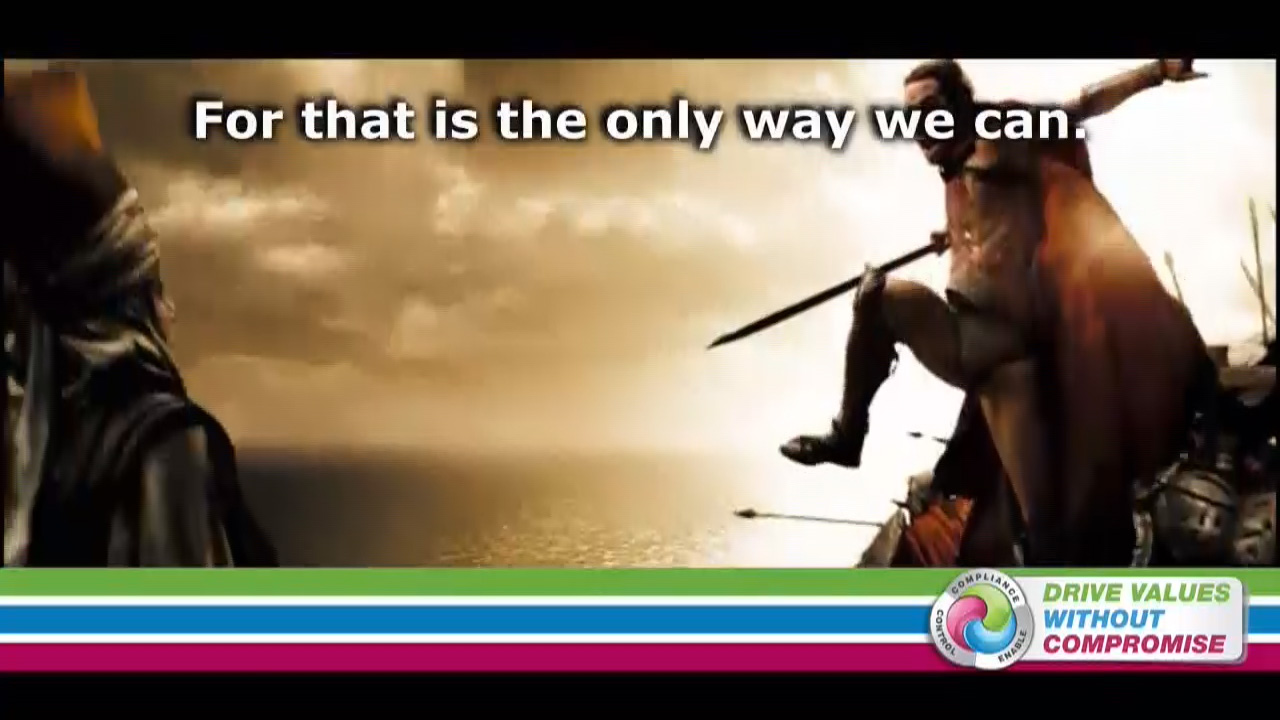 For that is the only way we can.
COMPLIANCE
CONTROL
ENABLE
DRIVE VALUES
WITHOUT
COMPROMISE